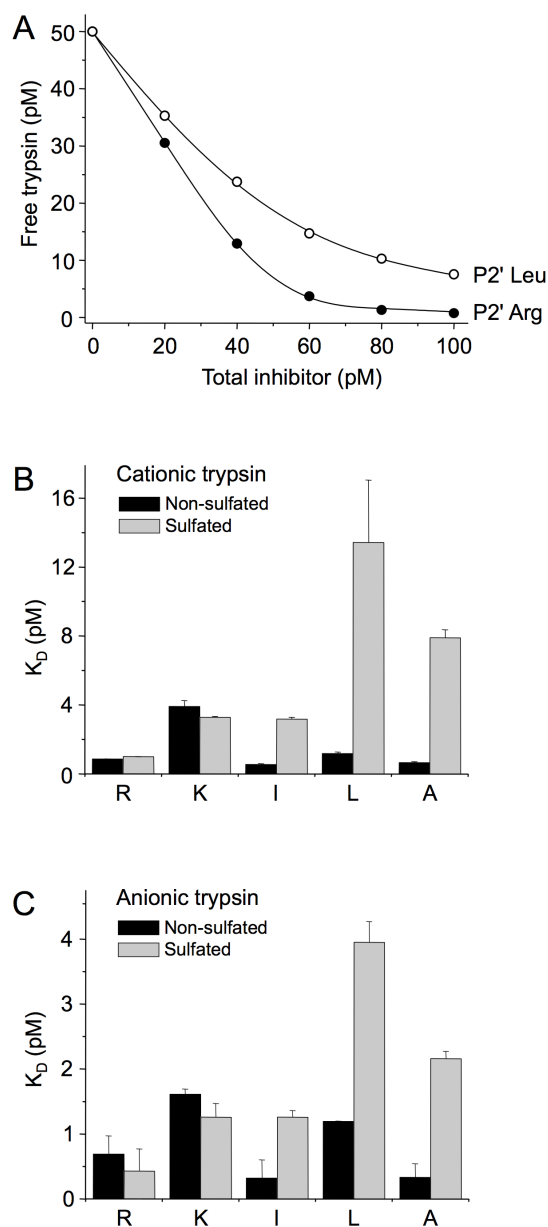 A
Free trypsin (pM)
50
40
30
20
10
0
P2' Leu
P2' Arg
0 20 40 60 80 100
Total inhibitor (pM)
B
Cationic trypsin
Non-sulfated
Sulfated
K_D (pM)
16
12
8
4
0
R K I L A
C
Anionic trypsin
Non-sulfated
Sulfated
K_D (pM)
4
3
2
1
0
R K I L A